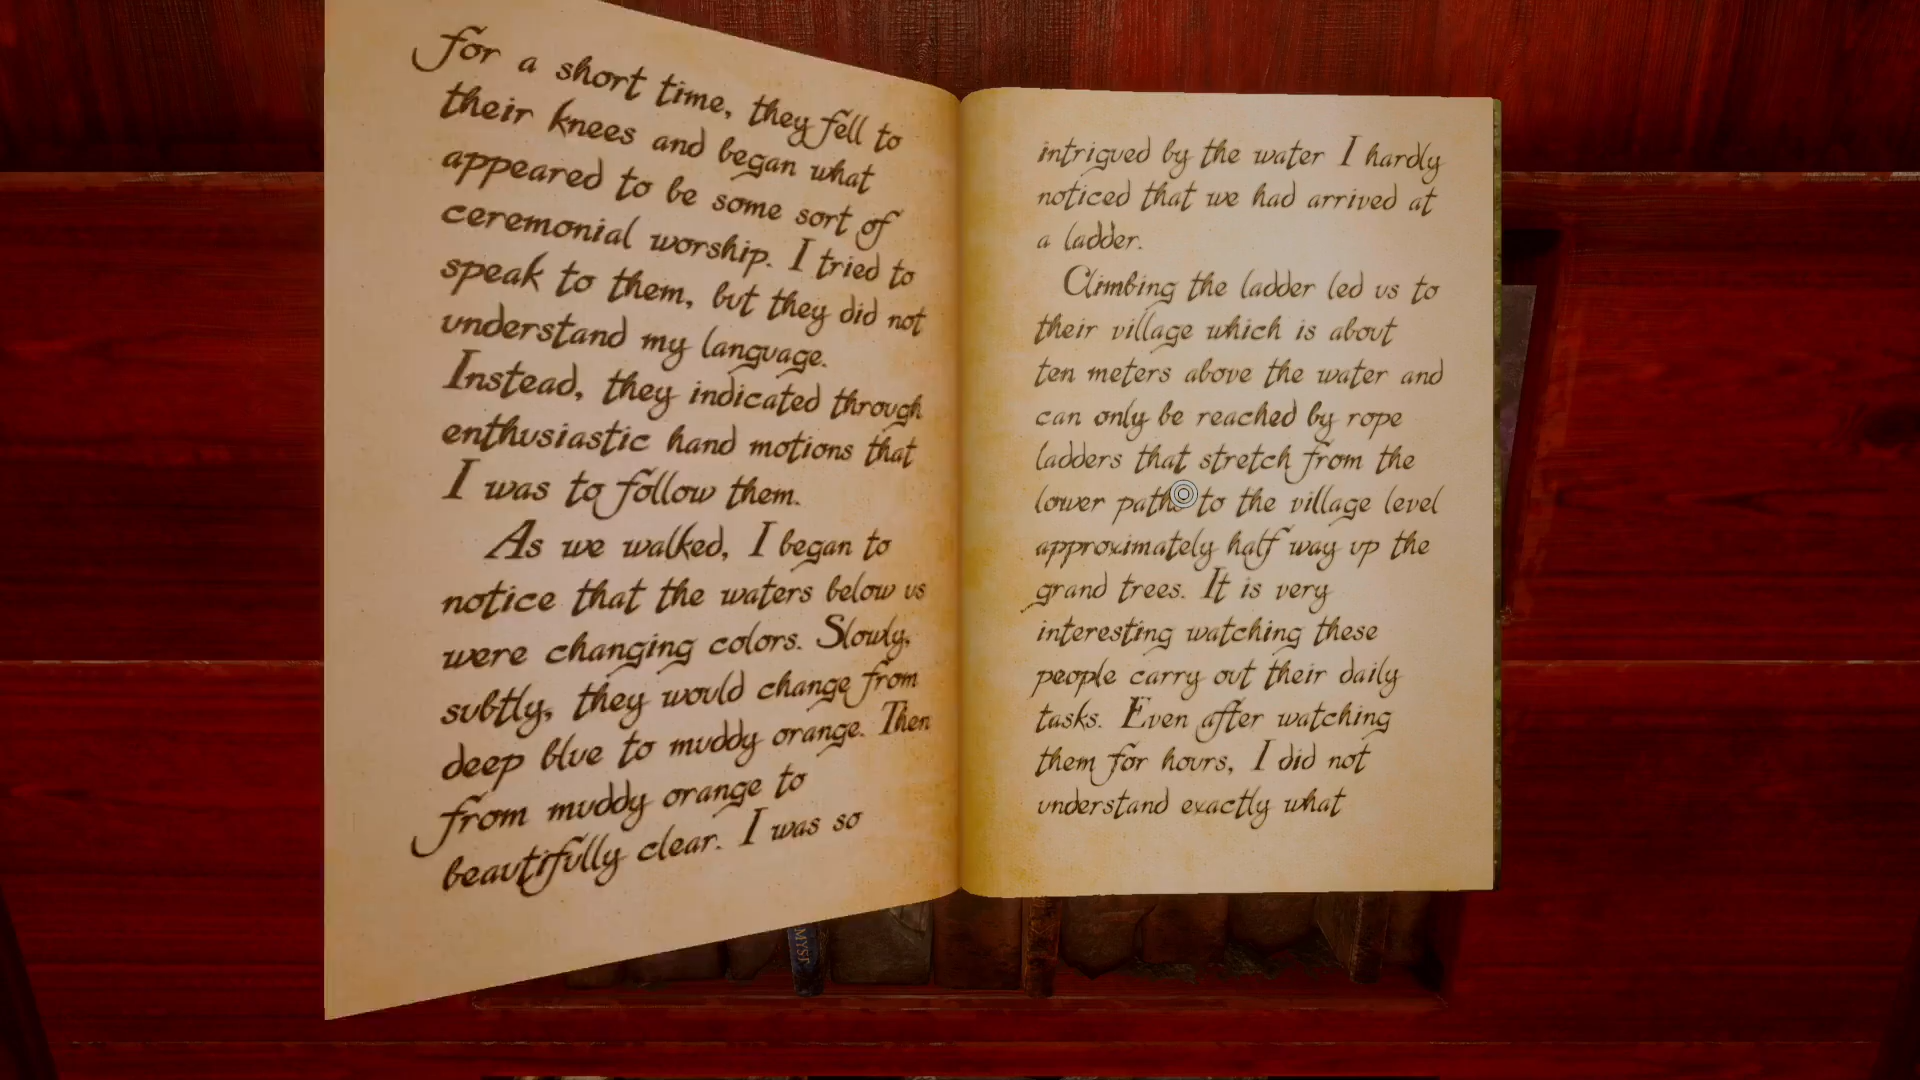 for a short time, they fell to
their knees and began what
appeared to be some sort of
ceremonial worship. I tried to
speak to them, but they did not
understand my language.
Instead, they indicated through
enthusiastic hand motions that
I was to follow them.
As we walked, I began to
notice that the waters below us
were changing colors. Slowly,
subtly, they would change from
deep blue to muddy orange. Then
from muddy orange to
beautifully clear. I was so
intrigued by the water I hardly
noticed that we had arrived at
a ladder.
Climbing the ladder led us to
their village which is about
ten meters above the water and
can only be reached by rope
ladders that stretch from the
lower paths to the village level
approximately half way up the
grand trees. It is very
interesting watching these
people carry out their daily
tasks. Even after watching
them for hours, I did not
understand exactly what
MYST